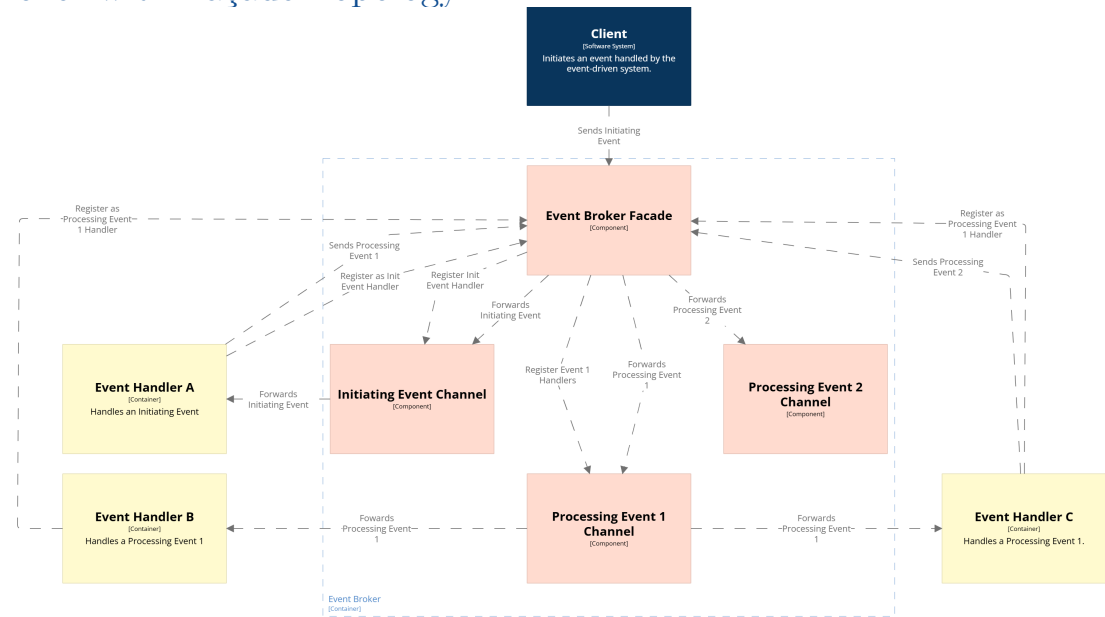 Client
[Software System]
Initiates an event handled by the
event-driven system.
Sends Initiating
Event
Register as
Processing Event
1 Handler
Event Broker Facade
[Component]
Register as
Processing Event
1 Handler
Sends Processing
Event 1
Sends Processing
Event 2
Register as Init
Event Handler
Register Init
Event Handler
Forwards
Initiating Event
Forwards
Processing Event
2
Event Handler A
[Container]
Handles an Initiating Event
Forwards
Initiating Event
Initiating Event Channel
[Component]
Register Event 1
Handlers
Forwards
Processing Event
1
Processing Event 2
Channel
[Component]
Event Handler B
[Container]
Handles a Processing Event 1
Fowards
Processing Event
1
Processing Event 1
Channel
[Component]
Forwards
Processing Event
1
Event Handler C
[Container]
Handles a Processing Event 1.
Event Broker
[Container]